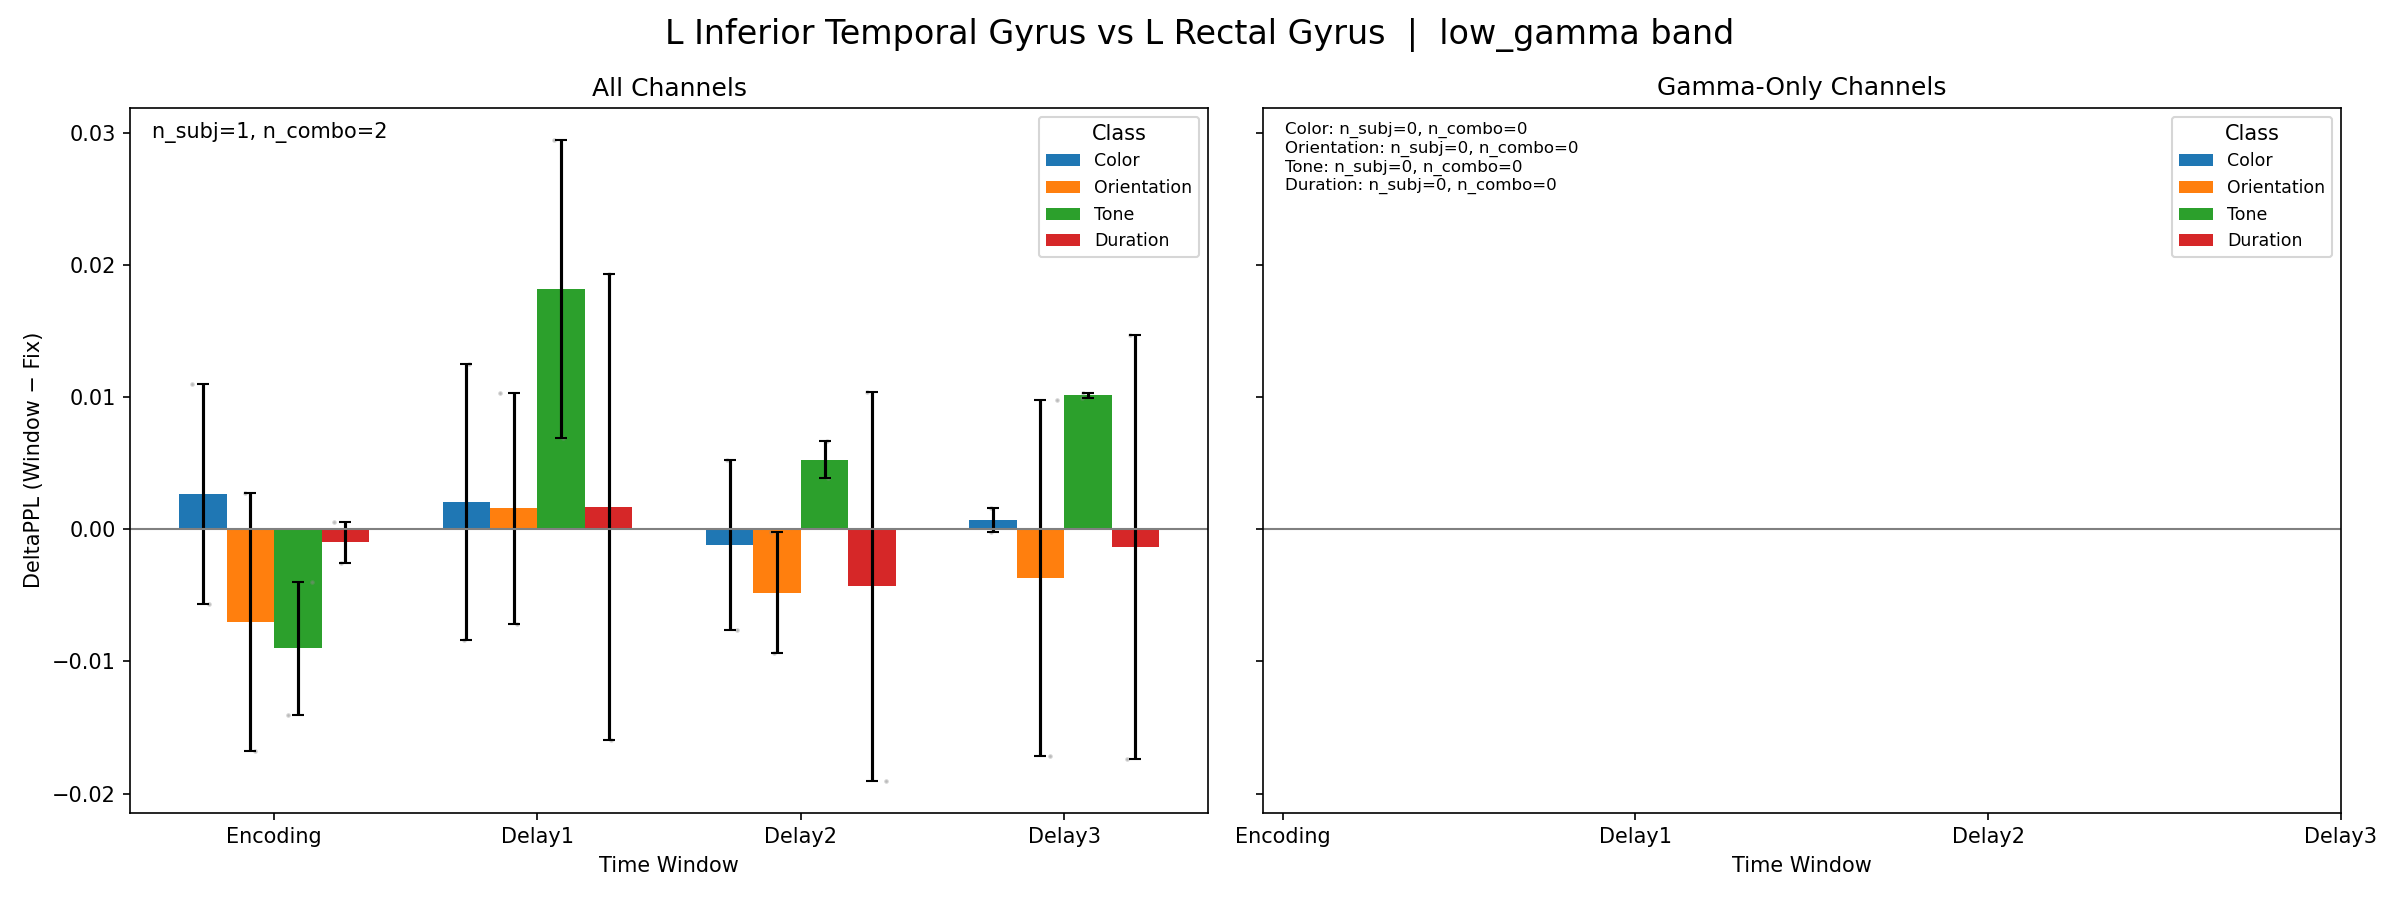 L Inferior Temporal Gyrus vs L Rectal Gyrus | low_gamma band
All Channels
n_subj=1, n_combo=2
Class
Color
Orientation
Tone
Duration
DeltaPPL (Window − Fix)
0.03
0.02
0.01
0.00
−0.01
−0.02
Encoding
Delay1
Delay2
Delay3
Time Window
Gamma-Only Channels
Color: n_subj=0, n_combo=0
Orientation: n_subj=0, n_combo=0
Tone: n_subj=0, n_combo=0
Duration: n_subj=0, n_combo=0
Class
Color
Orientation
Tone
Duration
Encoding
Delay1
Delay2
Delay3
Time Window